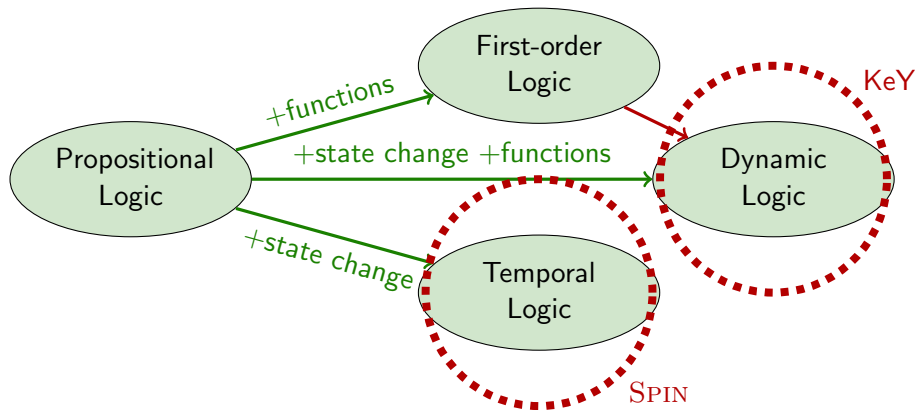 First-order
Logic
KeY
+functions
+state change +functions
Propositional
Logic
Dynamic
Logic
+state change
Temporal
Logic
SPIN